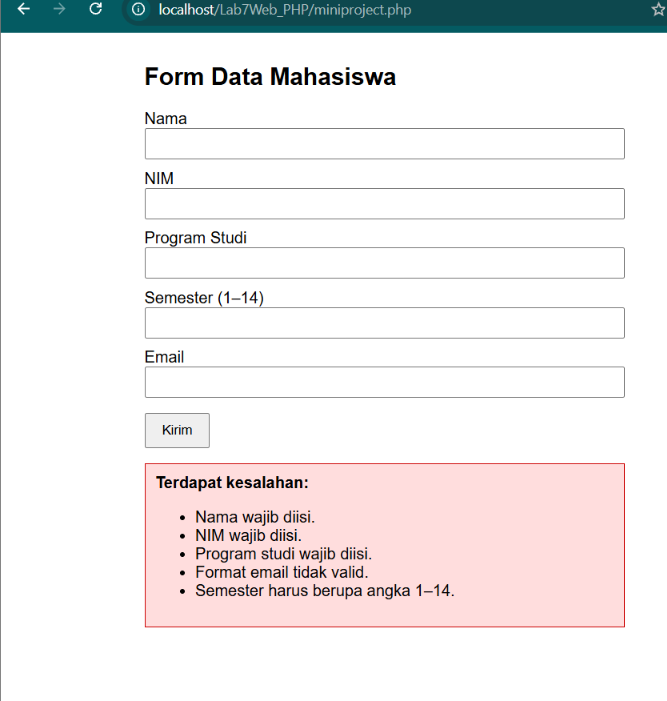 localhost/Lab7Web_PHP/miniproject.php
Form Data Mahasiswa
Nama
NIM
Program Studi
Semester (1–14)
Email
Kirim
Terdapat kesalahan:
• Nama wajib diisi.
• NIM wajib diisi.
• Program studi wajib diisi.
• Format email tidak valid.
• Semester harus berupa angka 1–14.